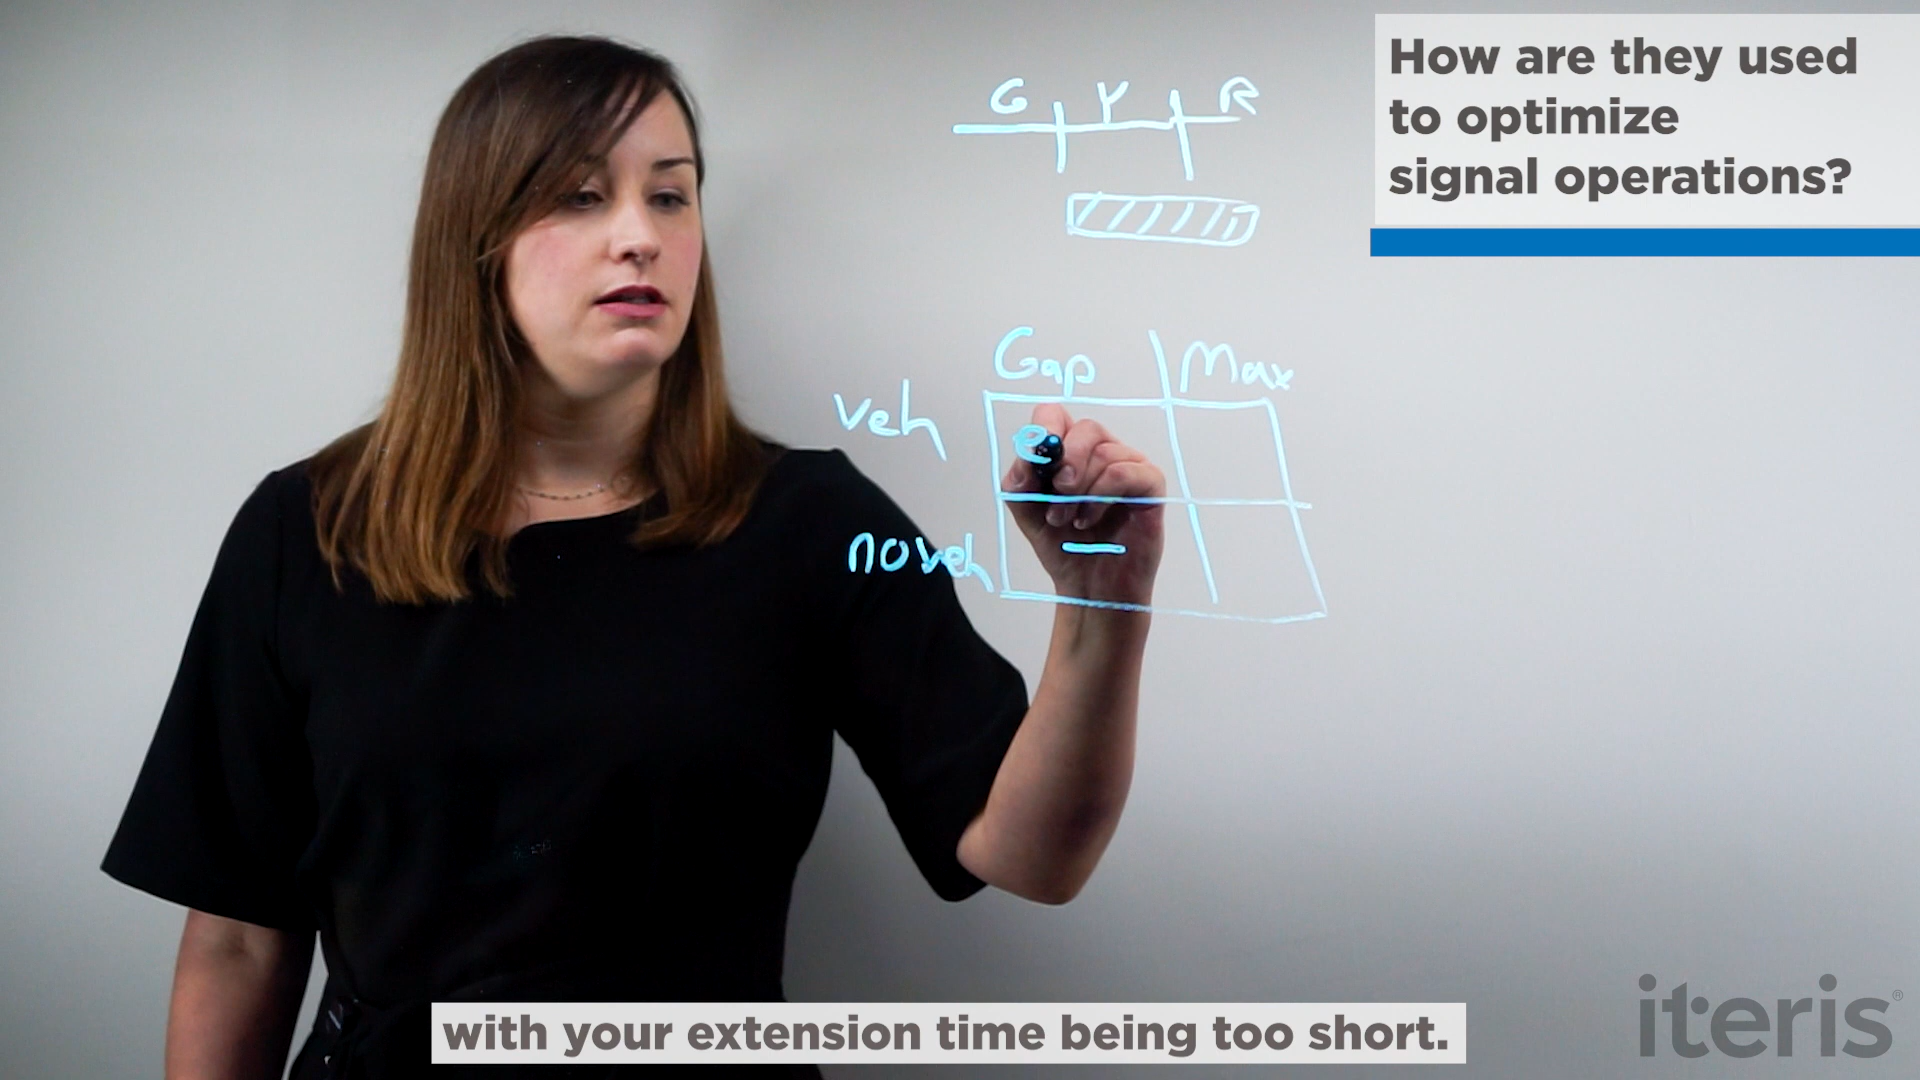 How are they used
to optimize
signal operations?
G Y R
Gap Max
veh e
no veh —
with your extension time being too short.
iteris®